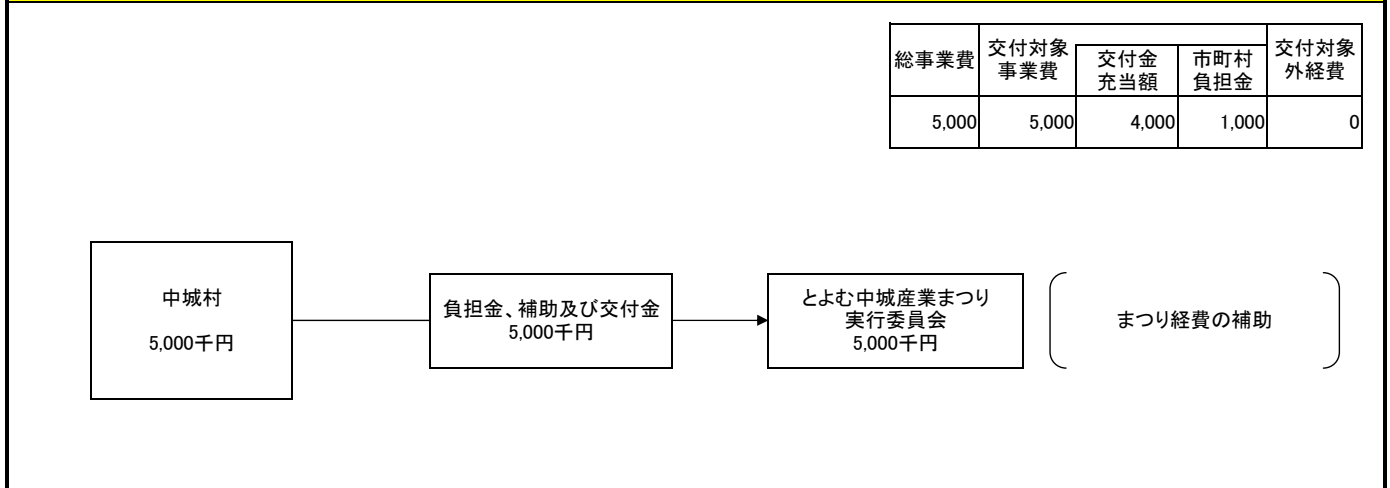 総事業費
交付対象
事業費
交付金
充当額
市町村
負担金
交付対象
外経費
5,000
5,000
4,000
1,000
0
中城村
5,000千円
負担金、補助及び交付金
5,000千円
とよむ中城産業まつり
実行委員会
5,000千円
まつり経費の補助